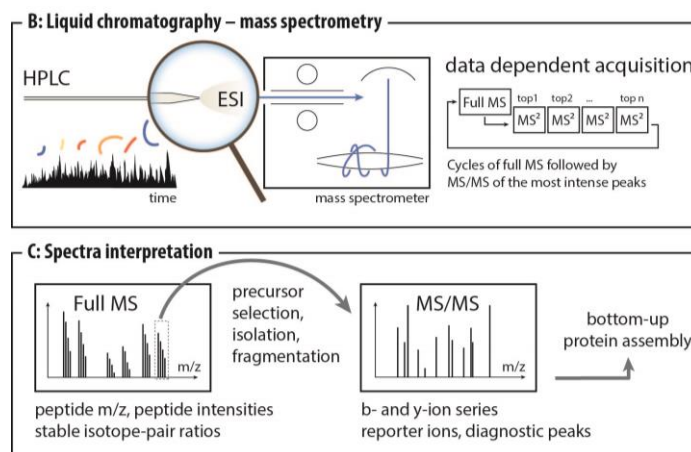 B: Liquid chromatography – mass spectrometry
HPLC
ESI
time
mass spectrometer
data dependent acquisition
Full MS
top1 top2 ... top n
MS² MS² MS² MS²
Cycles of full MS followed by
MS/MS of the most intense peaks
C: Spectra interpretation
Full MS
m/z
peptide m/z, peptide intensities
stable isotope-pair ratios
precursor
selection,
isolation,
fragmentation
MS/MS
m/z
b- and y-ion series
reporter ions, diagnostic peaks
bottom-up
protein assembly